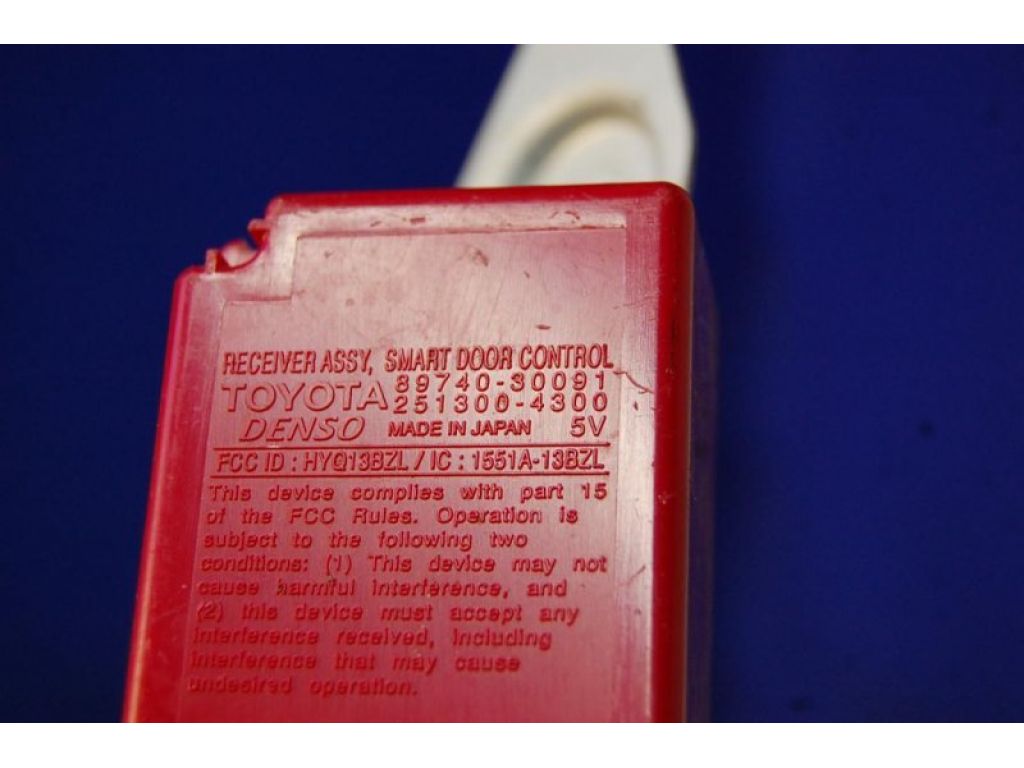 RECEIVER ASSY, SMART DOOR CONTROL
TOYOTA 89740-30091
251300-4300
DENSO MADE IN JAPAN 5V
FCC ID : HYQ13BZL / IC : 1551A-13BZL
This device complies with part 15
of the FCC Rules. Operation is
subject to the following two
conditions: (1) This device may not
cause harmful interference, and
(2) this device must accept any
interference received, including
interference that may cause
undesired operation.